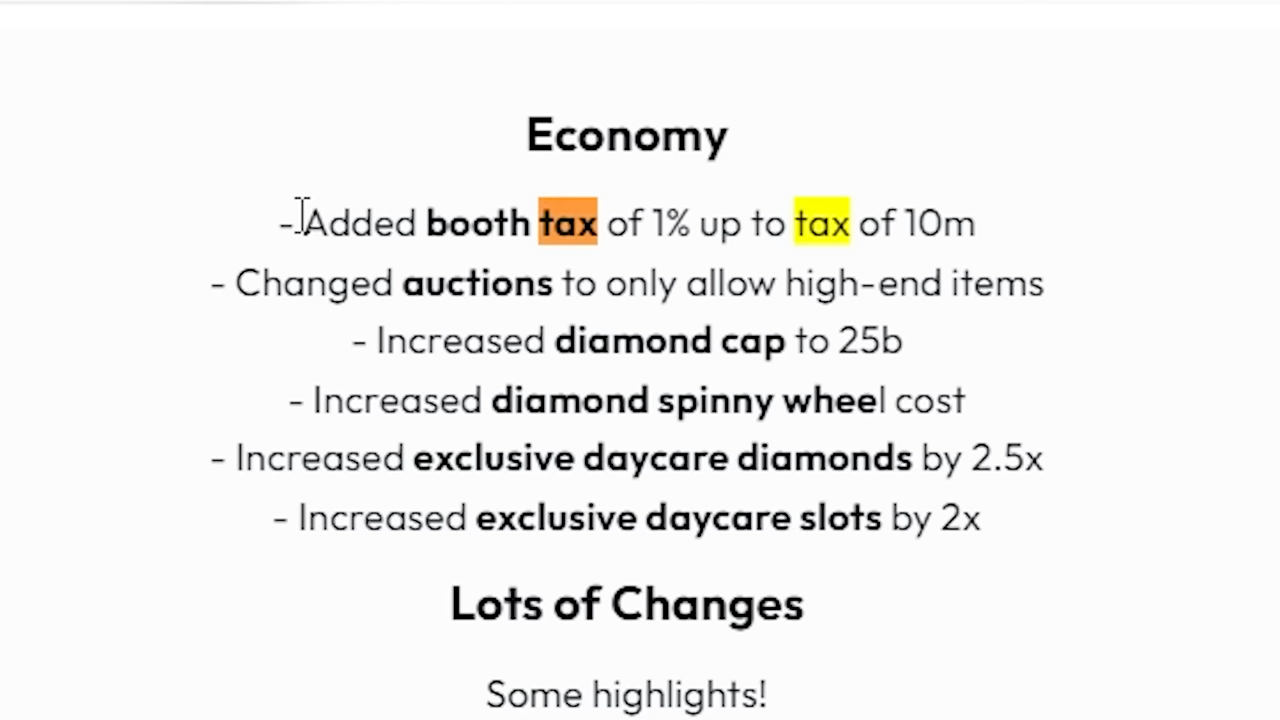 Economy
- Added booth tax of 1% up to tax of 10m
- Changed auctions to only allow high-end items
- Increased diamond cap to 25b
- Increased diamond spinny wheel cost
- Increased exclusive daycare diamonds by 2.5x
- Increased exclusive daycare slots by 2x
Lots of Changes
Some highlights!